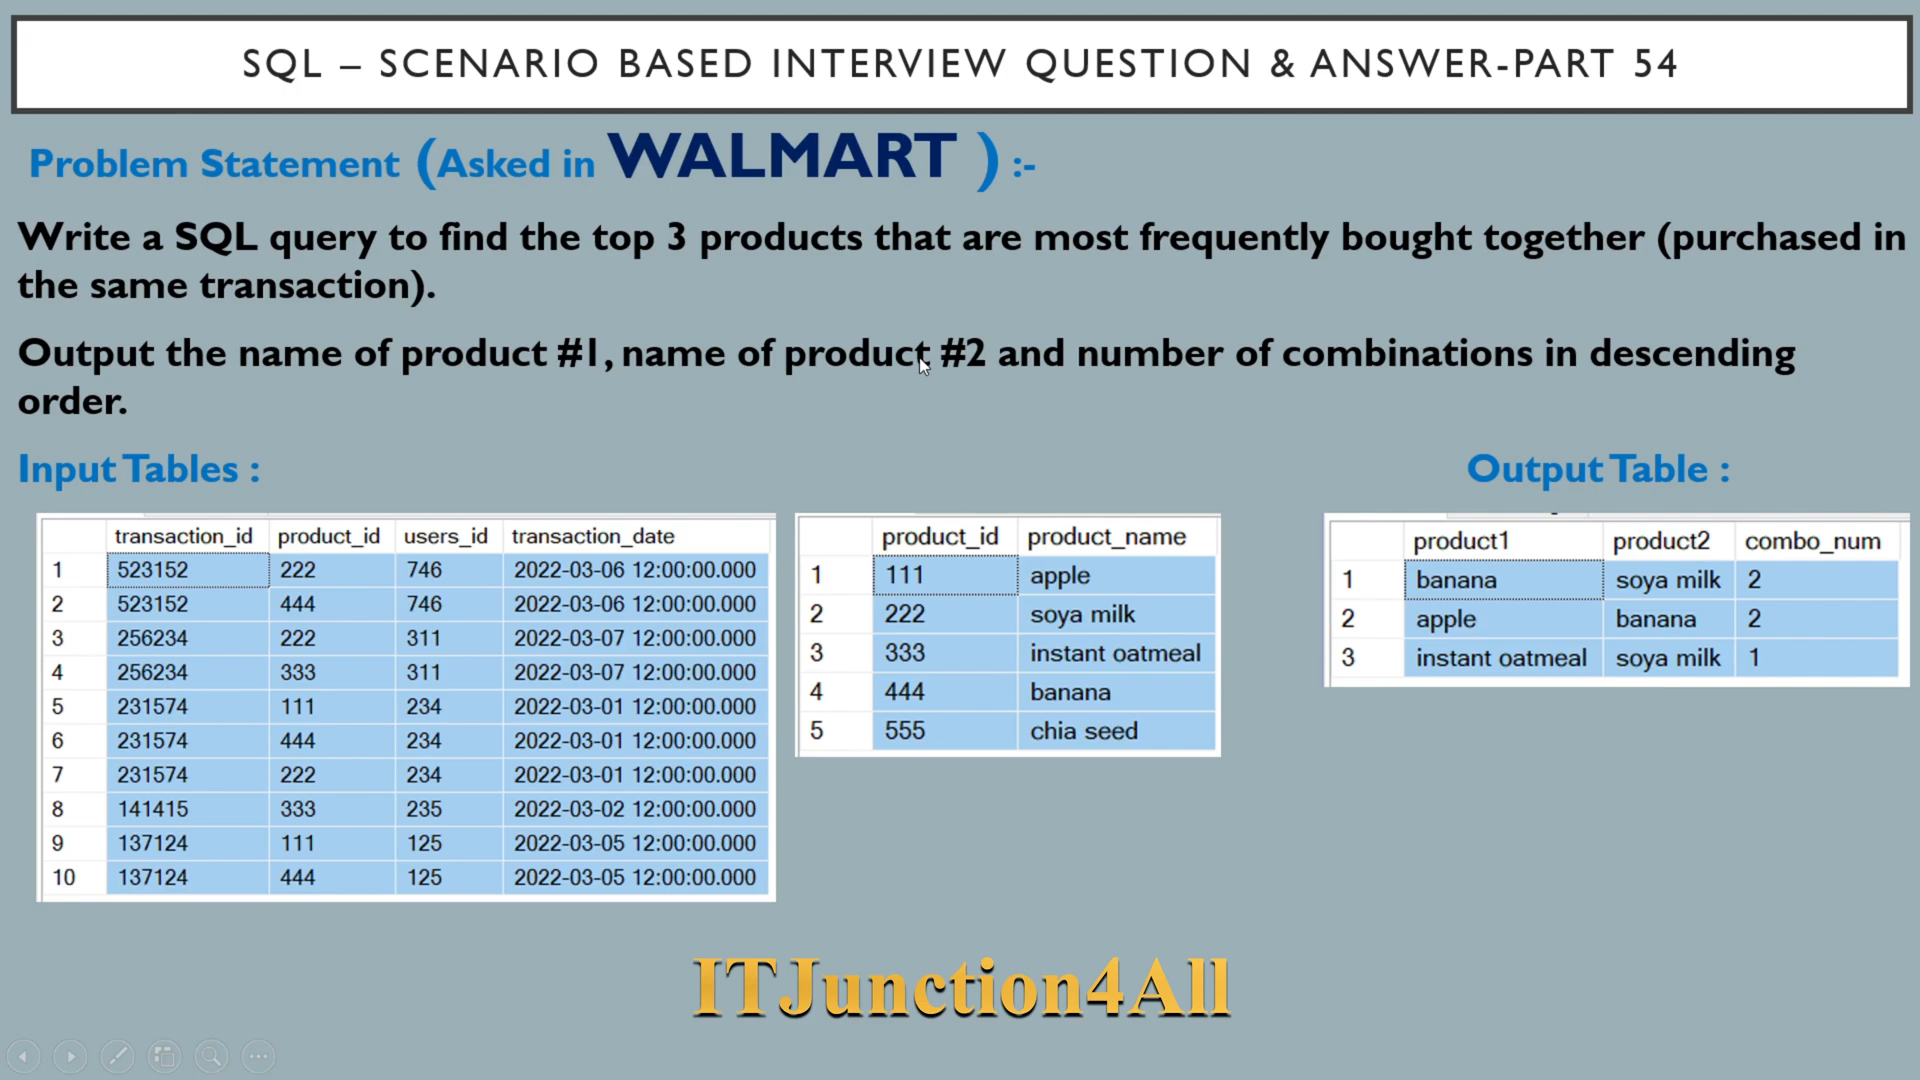 SQL – SCENARIO BASED INTERVIEW QUESTION & ANSWER-PART 54
Problem Statement (Asked in WALMART ) :-
Write a SQL query to find the top 3 products that are most frequently bought together (purchased in
the same transaction).
Output the name of product #1, name of product #2 and number of combinations in descending
order.
Input Tables :
transaction_id product_id users_id transaction_date
1 523152 222 746 2022-03-06 12:00:00.000
2 523152 444 746 2022-03-06 12:00:00.000
3 256234 222 311 2022-03-07 12:00:00.000
4 256234 333 311 2022-03-07 12:00:00.000
5 231574 111 234 2022-03-01 12:00:00.000
6 231574 444 234 2022-03-01 12:00:00.000
7 231574 222 234 2022-03-01 12:00:00.000
8 141415 333 235 2022-03-02 12:00:00.000
9 137124 111 125 2022-03-05 12:00:00.000
10 137124 444 125 2022-03-05 12:00:00.000
product_id product_name
1 111 apple
2 222 soya milk
3 333 instant oatmeal
4 444 banana
5 555 chia seed
Output Table :
product1 product2 combo_num
1 banana soya milk 2
2 apple banana 2
3 instant oatmeal soya milk 1
ITJunction4All